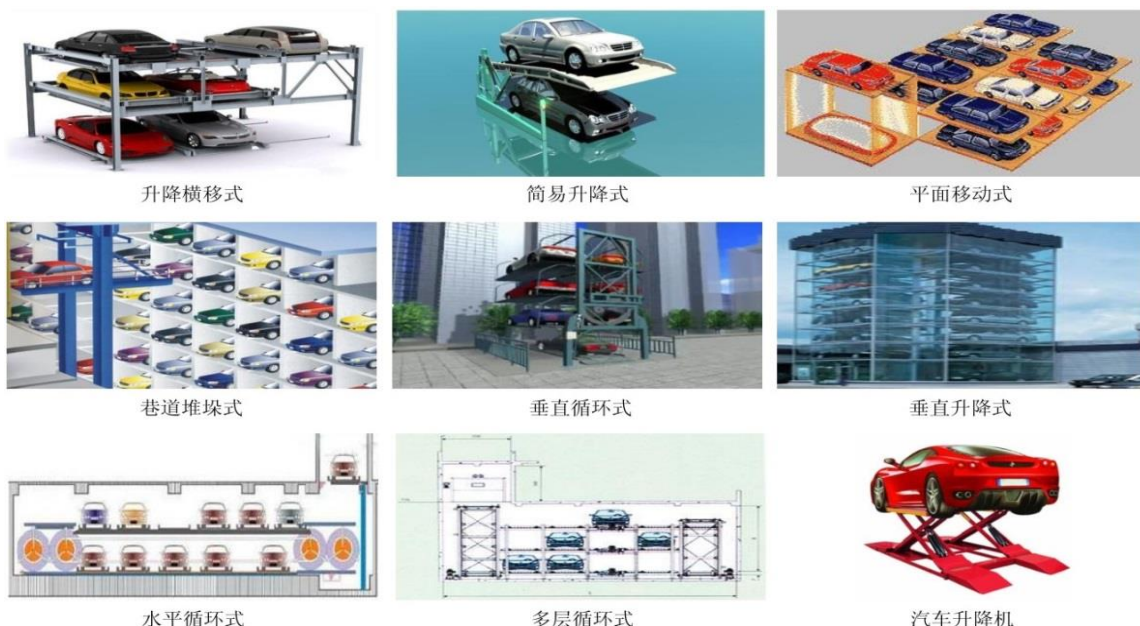 升降横移式
简易升降式
平面移动式
巷道堆垛式
垂直循环式
垂直升降式
水平循环式
多层循环式
汽车升降机